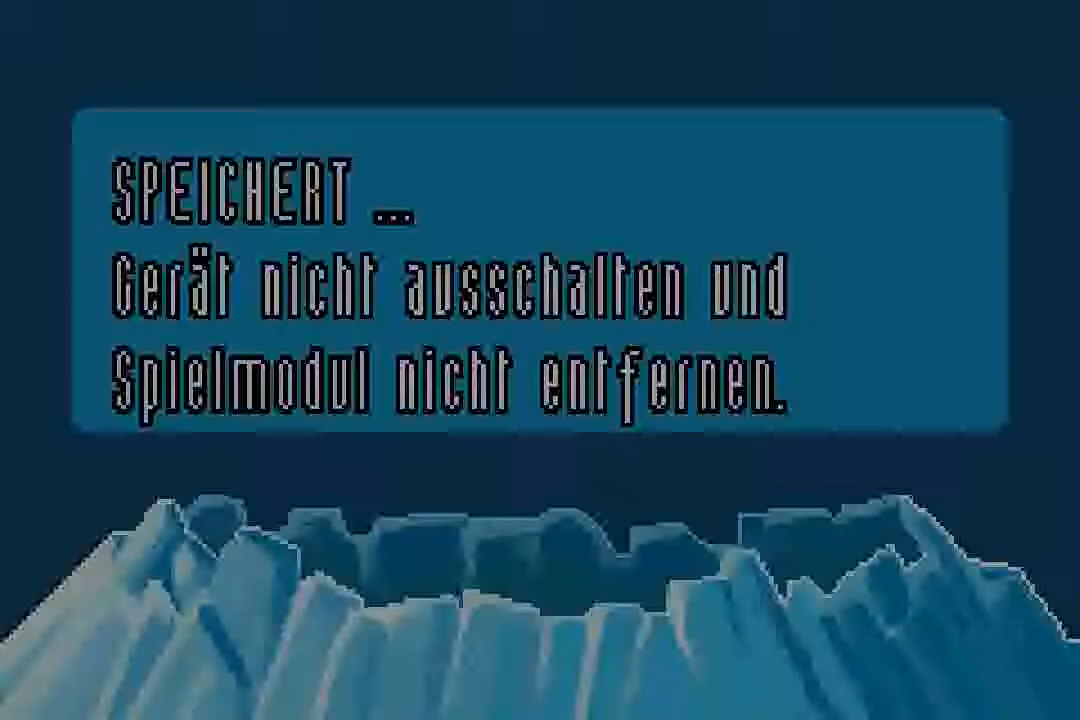 SPEICHERT ...
Gerät nicht ausschalten und
Spielmodul nicht entfernen.